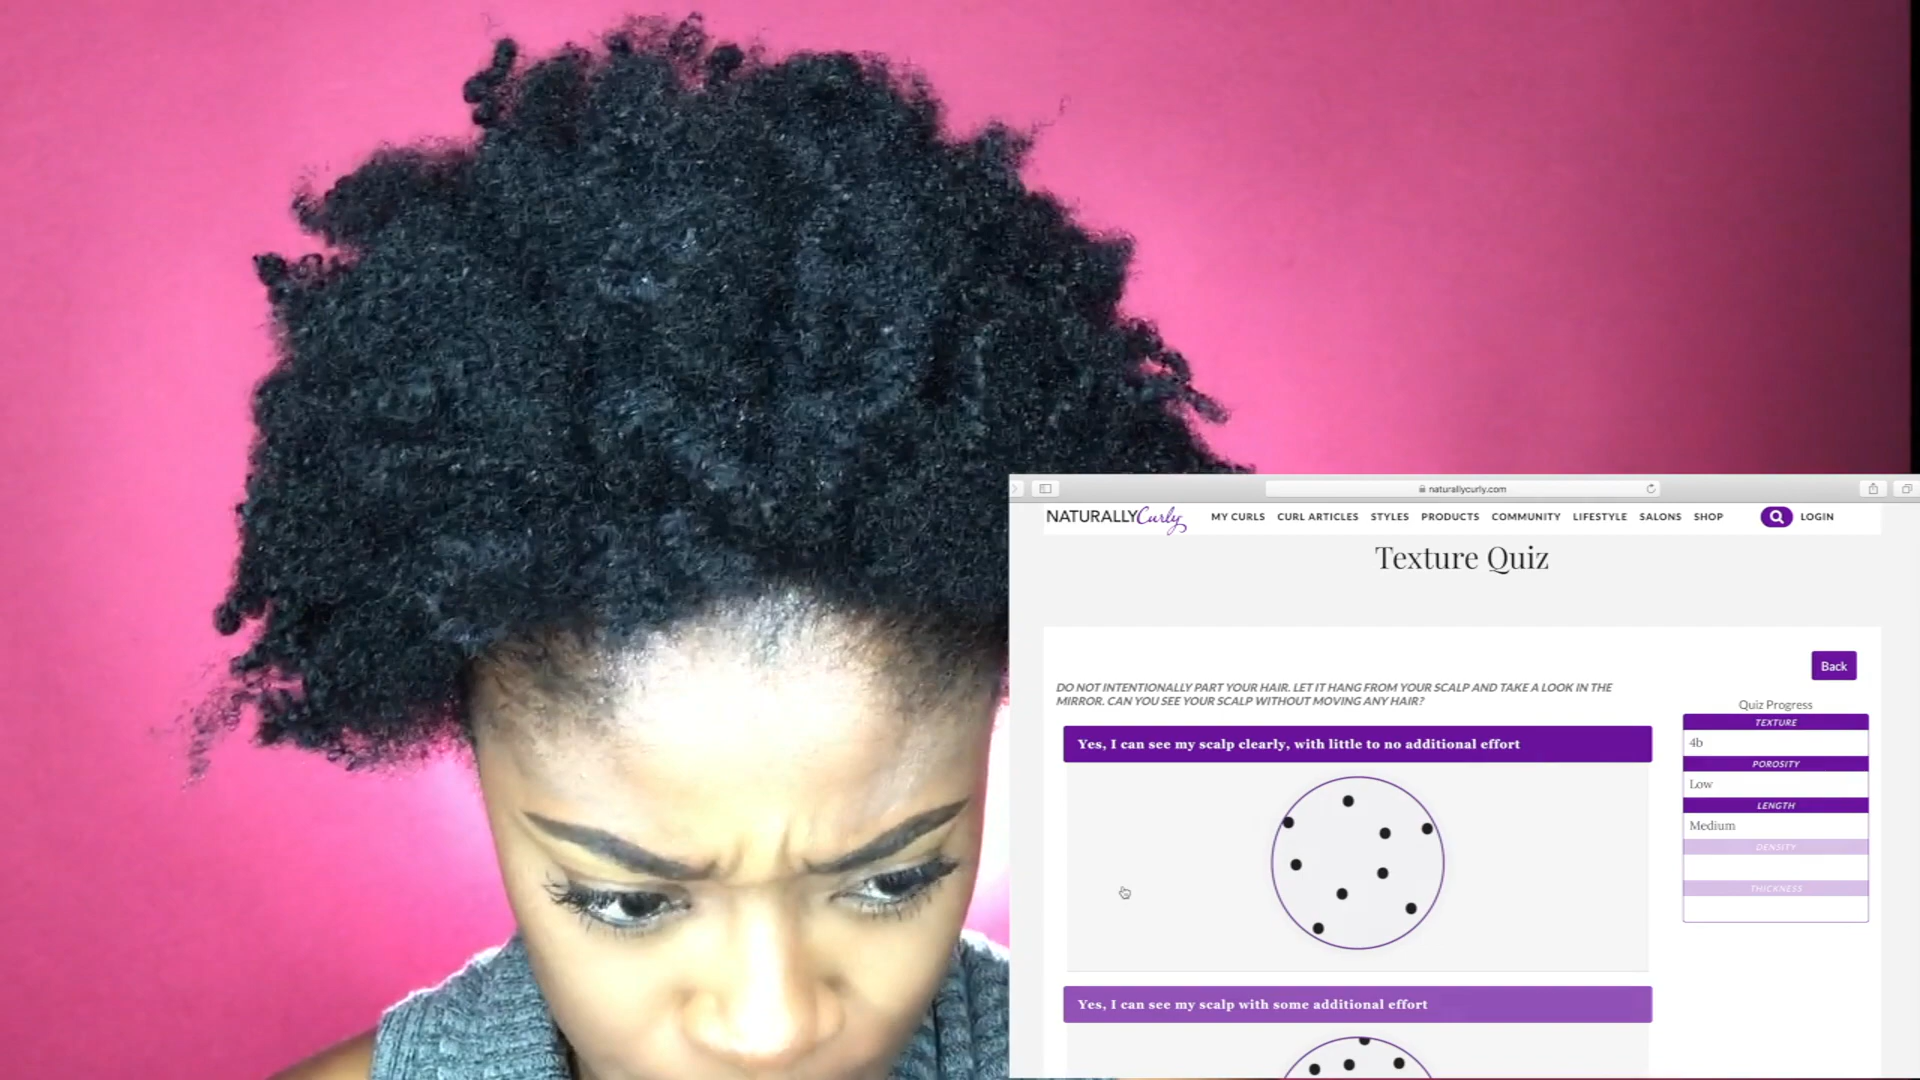 naturallycurly.com
NATURALLYCurly MY CURLS CURL ARTICLES STYLES PRODUCTS COMMUNITY LIFESTYLE SALONS SHOP LOGIN
Texture Quiz
Back
DO NOT INTENTIONALLY PART YOUR HAIR. LET IT HANG FROM YOUR SCALP AND TAKE A LOOK IN THE
MIRROR. CAN YOU SEE YOUR SCALP WITHOUT MOVING ANY HAIR?
Yes, I can see my scalp clearly, with little to no additional effort
Yes, I can see my scalp with some additional effort
Quiz Progress
TEXTURE
4b
POROSITY
Low
LENGTH
Medium
DENSITY
THICKNESS